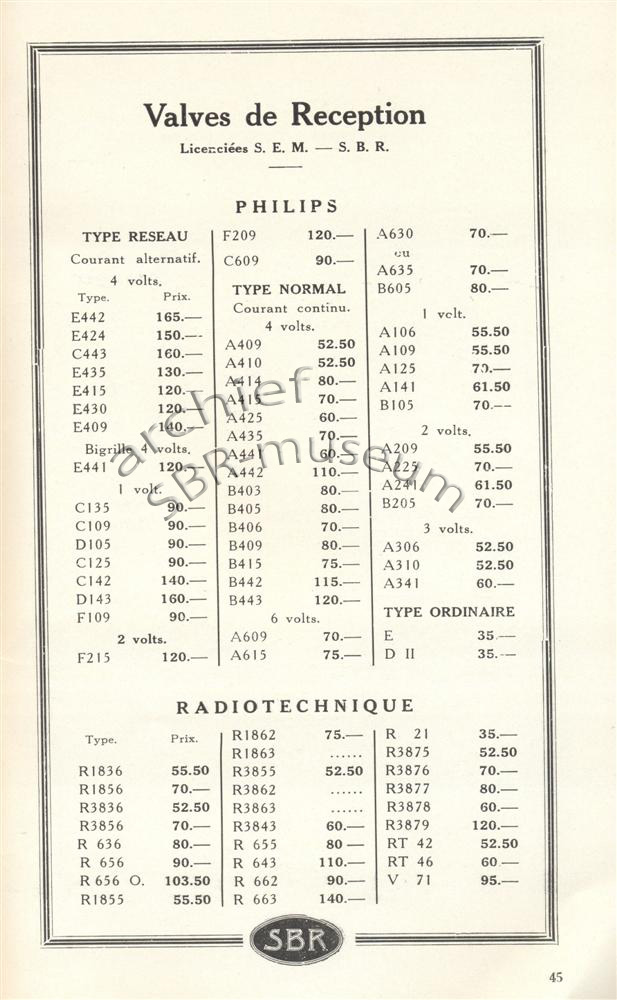 Valves de Reception
Licenciées S. E. M. — S. B. R.
PHILIPS
TYPE RESEAU
Courant alternatif.
4 volts.
Type. Prix.
E442 165.—
E424 150.—
C443 160.—
E435 130.—
E415 120.—
E430 120.—
E409 140.—
Bigrille 4 volts.
E441 120.—
1 volt.
C135 90.—
C109 90.—
D105 90.—
C125 90.—
C142 140.—
D143 160.—
F109 90.—
2 volts.
F215 120.—
F209 120.—
C609 90.—
TYPE NORMAL
Courant continu.
4 volts.
A409 52.50
A410 52.50
A414 80.—
A415 70.—
A425 60.—
A435 70.—
A441 60.—
A442 110.—
B403 80.—
B405 80.—
B406 70.—
B409 80.—
B415 75.—
B442 115.—
B443 120.—
6 volts.
A609 70.—
A615 75.—
A630 70.—
ou
A635 70.—
B605 80.—
1 volt.
A106 55.50
A109 55.50
A125 70.—
A141 61.50
B105 70.—
2 volts.
A209 55.50
A225 70.—
A241 61.50
B205 70.—
3 volts.
A306 52.50
A310 52.50
A341 60.—
TYPE ORDINAIRE
E 35.—
D II 35.—
RADIOTECHNIQUE
Type. Prix.
R1836 55.50
R1856 70.—
R3836 52.50
R3856 70.—
R 636 80.—
R 656 90.—
R 656 O. 103.50
R1855 55.50
R1862 75.—
R1863 ......
R3855 52.50
R3862 ......
R3863 ......
R3843 60.—
R 655 80 —
R 643 110.—
R 662 90.—
R 663 140.—
R 21 35.—
R3875 52.50
R3876 70.—
R3877 80.—
R3878 60.—
R3879 120.—
RT 42 52.50
RT 46 60 —
V 71 95.—
SBR
45
archief
SBR museum